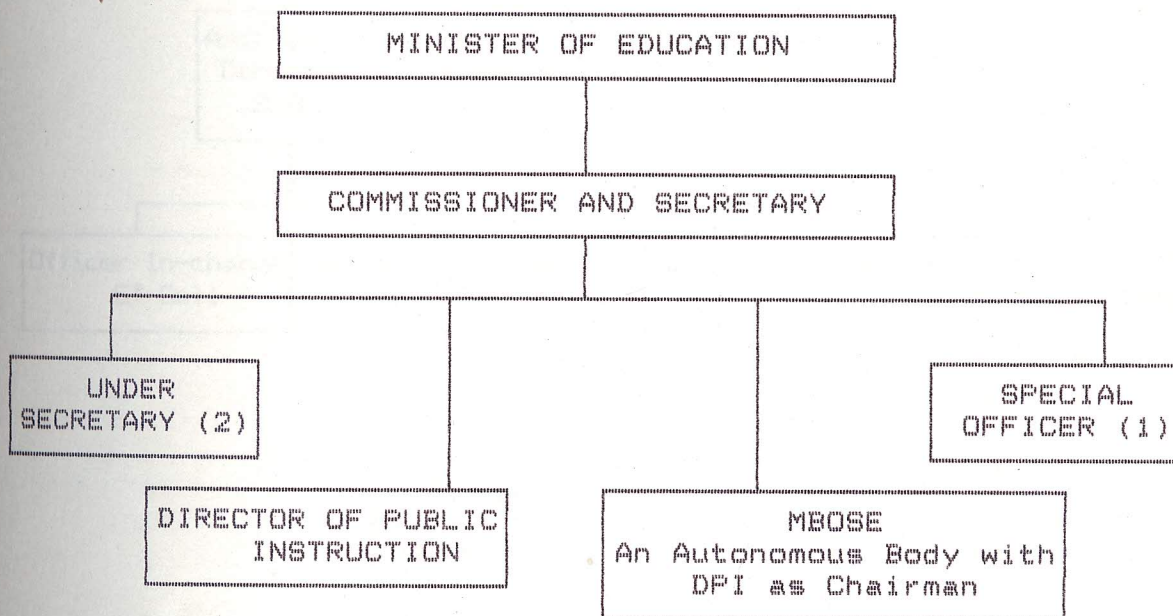 MINISTER OF EDUCATION
COMMISSIONER AND SECRETARY
UNDER
SECRETARY (2)
SPECIAL
OFFICER (1)
DIRECTOR OF PUBLIC
INSTRUCTION
MBOSE
An Autonomous Body with
DPI as Chairman